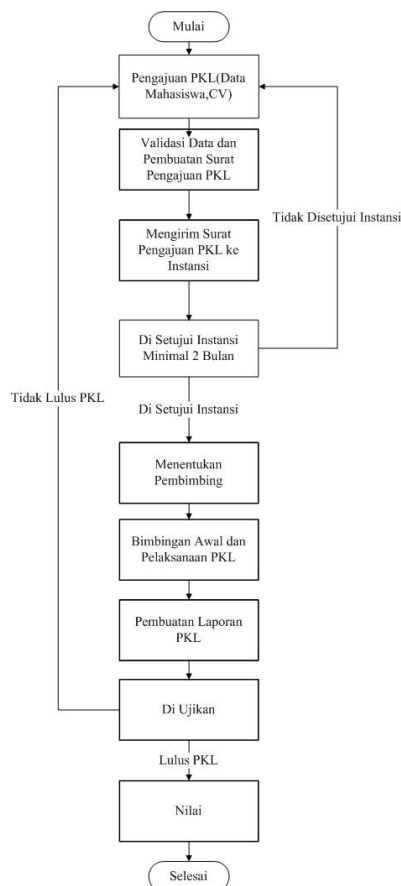 Mulai
Pengajuan PKL(Data
Mahasiswa,CV)
Validasi Data dan
Pembuatan Surat
Pengajuan PKL
Tidak Disetujui Instansi
Mengirim Surat
Pengajuan PKL ke
Instansi
Di Setujui Instansi
Minimal 2 Bulan
Tidak Lulus PKL
Di Setujui Instansi
Menentukan
Pembimbing
Bimbingan Awal dan
Pelaksanaan PKL
Pembuatan Laporan
PKL
Di Ujikan
Lulus PKL
Nilai
Selesai